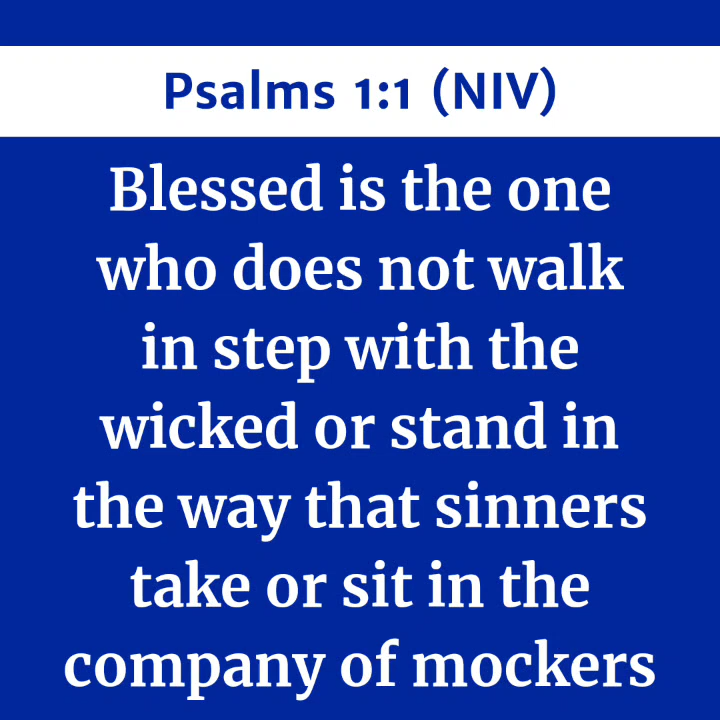 Psalms 1:1 (NIV)
Blessed is the one
who does not walk
in step with the
wicked or stand in
the way that sinners
take or sit in the
company of mockers